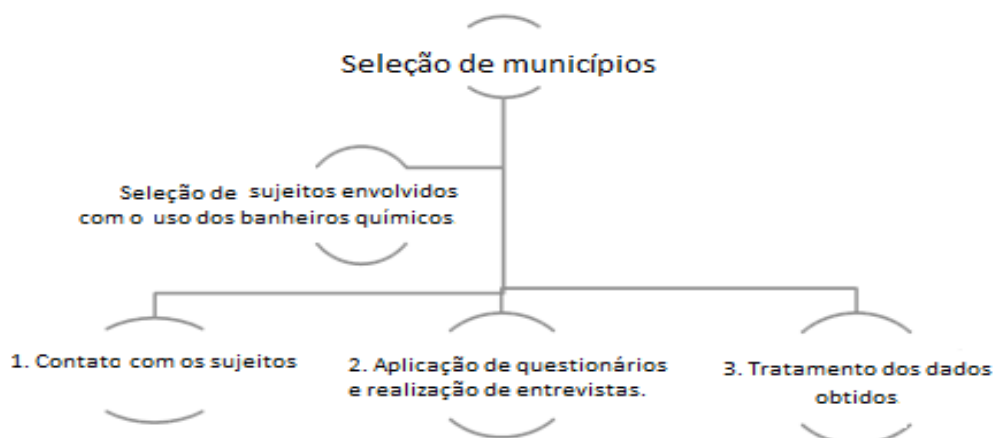 Seleção de municípios
Seleção de sujeitos envolvidos
com o uso dos banheiros químicos
1. Contato com os sujeitos
2. Aplicação de questionários
e realização de entrevistas.
3. Tratamento dos dados
obtidos